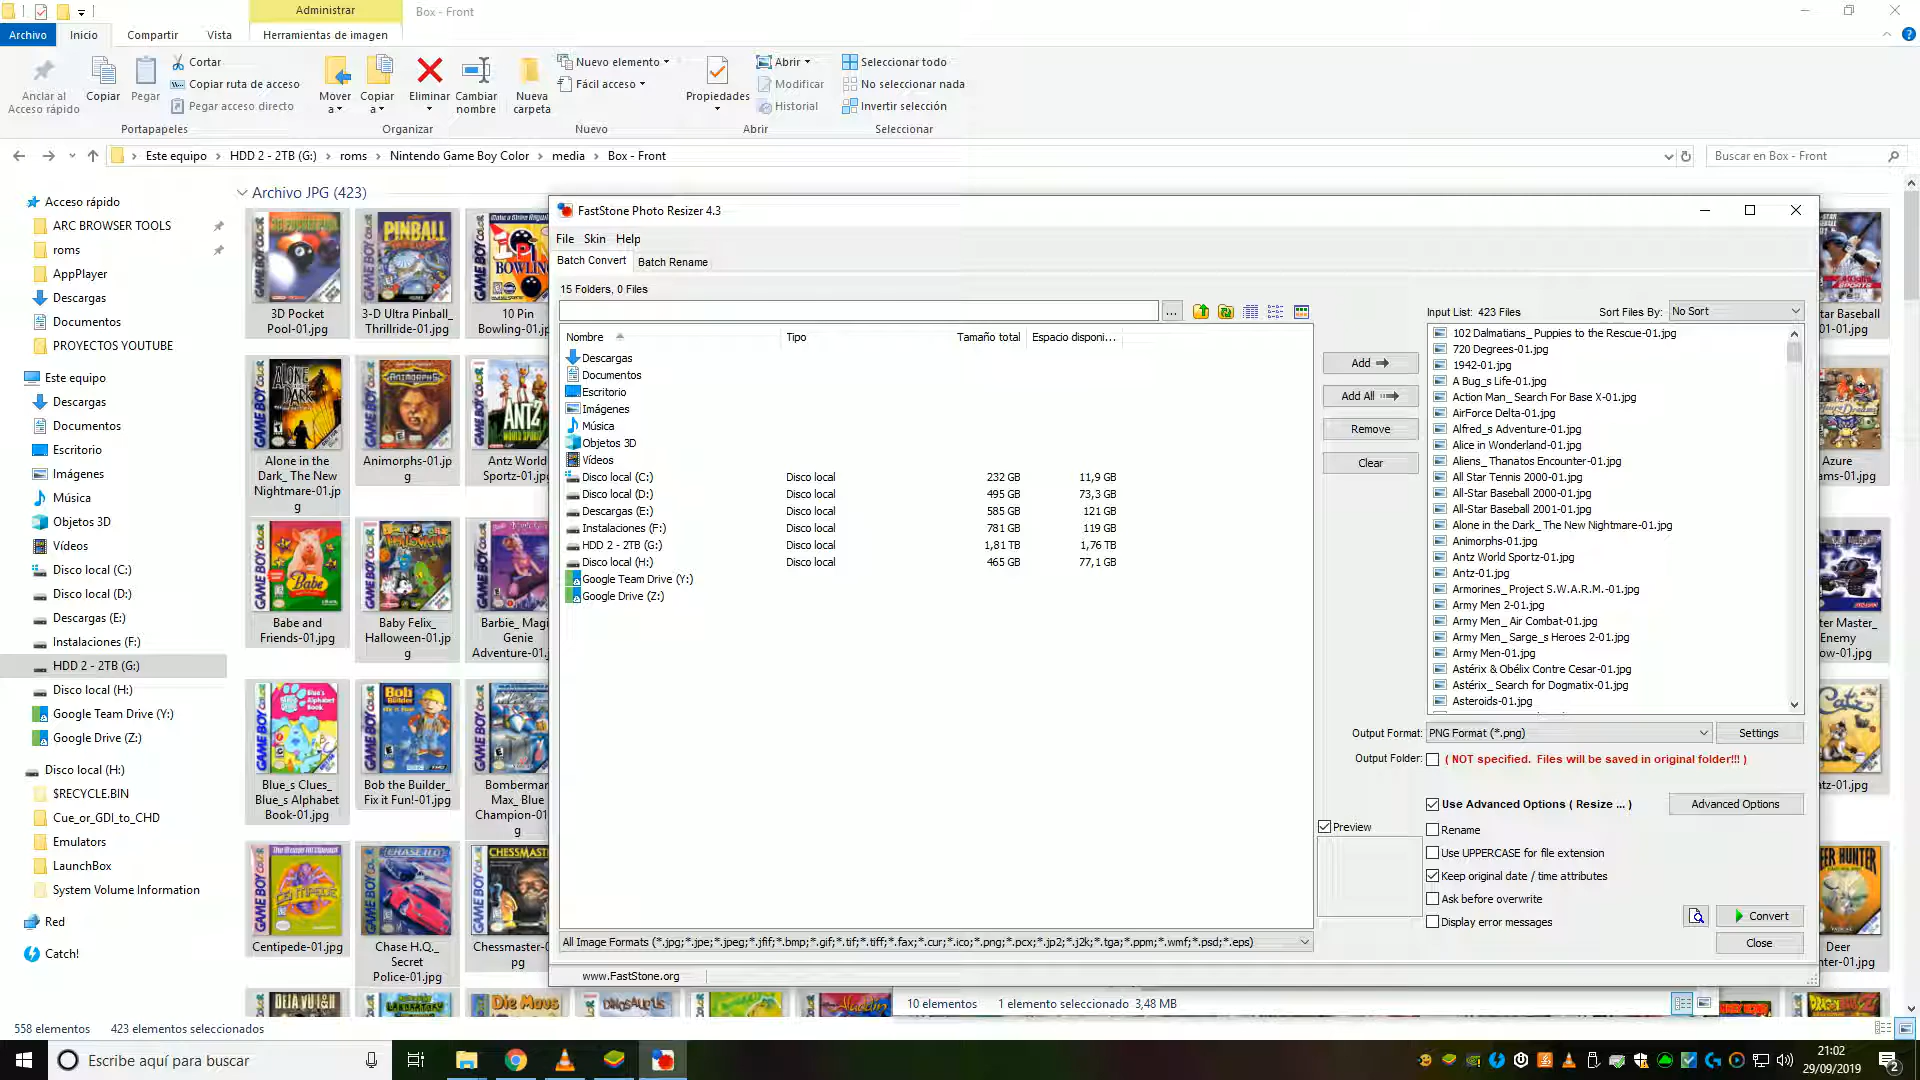 Administrar
Box - Front
Archivo
Inicio
Compartir
Vista
Herramientas de imagen
Anclar al
Acceso rápido
Copiar
Pegar
Cortar
Copiar ruta de acceso
Pegar acceso directo
Mover
a
Copiar
a
Eliminar
Cambiar
nombre
Nueva
carpeta
Nuevo elemento
Fácil acceso
Propiedades
Abrir
Modificar
Historial
Seleccionar todo
No seleccionar nada
Invertir selección
Portapapeles
Organizar
Nuevo
Abrir
Seleccionar
Este equipo
HDD 2 - 2TB (G:)
roms
Nintendo Game Boy Color
media
Box - Front
Buscar en Box - Front
Acceso rápido
ARC BROWSER TOOLS
roms
AppPlayer
Descargas
Documentos
PROYECTOS YOUTUBE
Este equipo
Descargas
Documentos
Escritorio
Imágenes
Música
Objetos 3D
Vídeos
Disco local (C:)
Disco local (D:)
Descargas (E:)
Instalaciones (F:)
HDD 2 - 2TB (G:)
Disco local (H:)
Google Team Drive (Y:)
Google Drive (Z:)
Disco local (H:)
$RECYCLE.BIN
Cue_or_GDI_to_CHD
Emulators
LaunchBox
System Volume Information
Red
Catch!
Archivo JPG (423)
3D Pocket
Pool-01.jpg
3-D Ultra Pinball_
Thrillride-01.jpg
10 Pin
Bowling-01.jp
Alone in the
Dark_ The New
Nightmare-01.jp
g
Animorphs-01.jp
g
Antz World
Sportz-01.jp
Babe and
Friends-01.jpg
Baby Felix_
Halloween-01.jp
g
Barbie_ Magi
Genie
Adventure-01.j
Blue_s Clues_
Blue_s Alphabet
Book-01.jpg
Bob the Builder_
Fix it Fun!-01.jpg
Bomberman
Max_ Blue
Champion-01
g
Centipede-01.jpg
Chase H.Q._
Secret
Police-01.jpg
Chessmaster-0
pg
tar Baseball
01-01.jpg
Azure
ams-01.jpg
ter Master_
Enemy
ow-01.jpg
atz-01.jpg
Deer
nter-01.jpg
FastStone Photo Resizer 4.3
File
Skin
Help
Batch Convert
Batch Rename
15 Folders, 0 Files
...
Nombre
Tipo
Tamaño total
Espacio disponi...
Descargas
Documentos
Escritorio
Imágenes
Música
Objetos 3D
Vídeos
Disco local (C:) Disco local 232 GB 11,9 GB
Disco local (D:) Disco local 495 GB 73,3 GB
Descargas (E:) Disco local 585 GB 121 GB
Instalaciones (F:) Disco local 781 GB 119 GB
HDD 2 - 2TB (G:) Disco local 1,81 TB 1,76 TB
Disco local (H:) Disco local 465 GB 77,1 GB
Google Team Drive (Y:)
Google Drive (Z:)
All Image Formats (*.jpg;*.jpe;*.jpeg;*.jfif;*.bmp;*.gif;*.tif;*.tiff;*.fax;*.cur;*.ico;*.png;*.pcx;*.jp2;*.j2k;*.tga;*.ppm;*.wmf;*.psd;*.eps)
www.FastStone.org
Add
Add All
Remove
Clear
Preview
Input List: 423 Files
Sort Files By:
No Sort
102 Dalmatians_ Puppies to the Rescue-01.jpg
720 Degrees-01.jpg
1942-01.jpg
A Bug_s Life-01.jpg
Action Man_ Search For Base X-01.jpg
AirForce Delta-01.jpg
Alfred_s Adventure-01.jpg
Alice in Wonderland-01.jpg
Aliens_ Thanatos Encounter-01.jpg
All Star Tennis 2000-01.jpg
All-Star Baseball 2000-01.jpg
All-Star Baseball 2001-01.jpg
Alone in the Dark_ The New Nightmare-01.jpg
Animorphs-01.jpg
Antz World Sportz-01.jpg
Antz-01.jpg
Armorines_ Project S.W.A.R.M.-01.jpg
Army Men 2-01.jpg
Army Men_ Air Combat-01.jpg
Army Men_ Sarge_s Heroes 2-01.jpg
Army Men-01.jpg
Astérix & Obélix Contre Cesar-01.jpg
Astérix_ Search for Dogmatix-01.jpg
Asteroids-01.jpg
Output Format:
PNG Format (*.png)
Settings
Output Folder:
( NOT specified. Files will be saved in original folder!!! )
Use Advanced Options ( Resize ... )
Advanced Options
Rename
Use UPPERCASE for file extension
Keep original date / time attributes
Ask before overwrite
Display error messages
Convert
Close
10 elementos
1 elemento seleccionado 3,48 MB
558 elementos
423 elementos seleccionados
Escribe aquí para buscar
21:02
29/09/2019
2